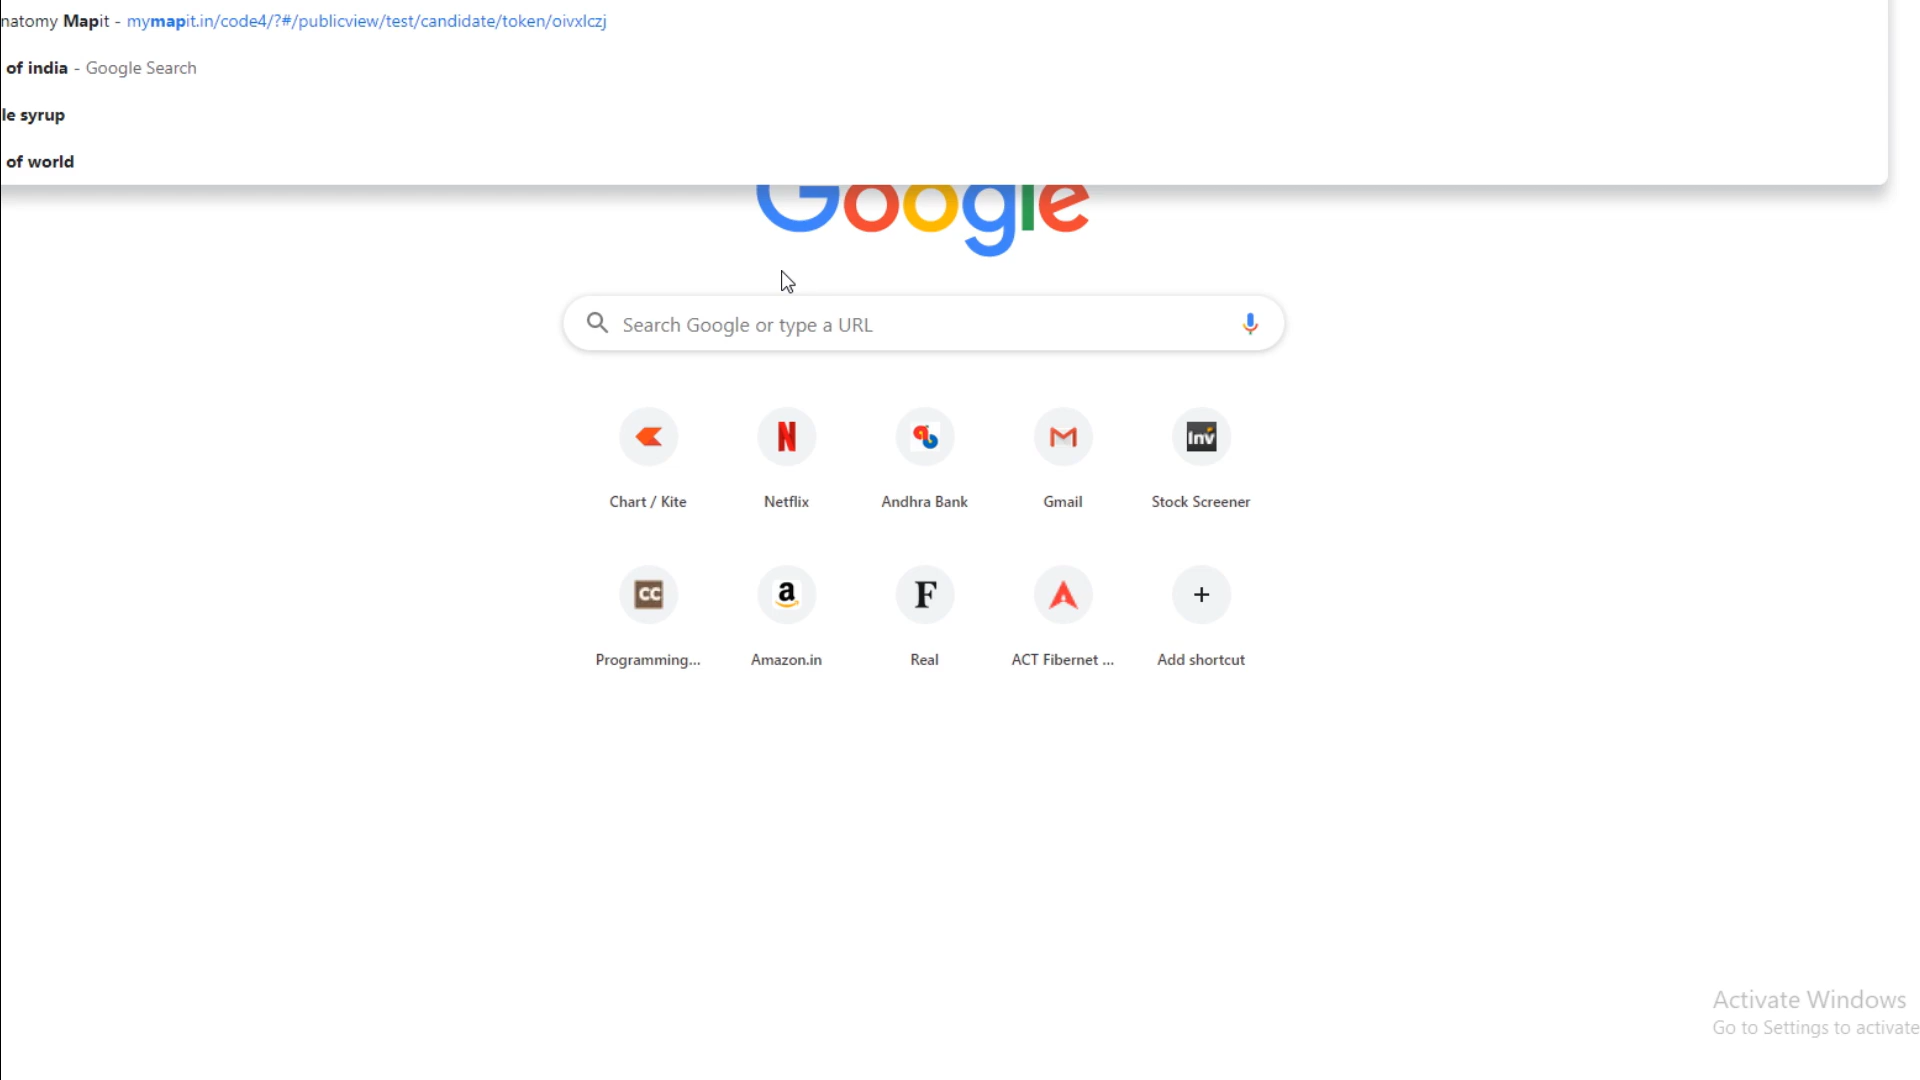 natomy Mapit - mymapit.in/code4/?#/publicview/test/candidate/token/oivxlczj
of india - Google Search
le syrup
of world
Google
Search Google or type a URL
Inv
Chart / Kite Netflix Andhra Bank Gmail Stock Screener
CC a F +
Programming... Amazon.in Real ACT Fibernet ... Add shortcut
Activate Windows
Go to Settings to activate